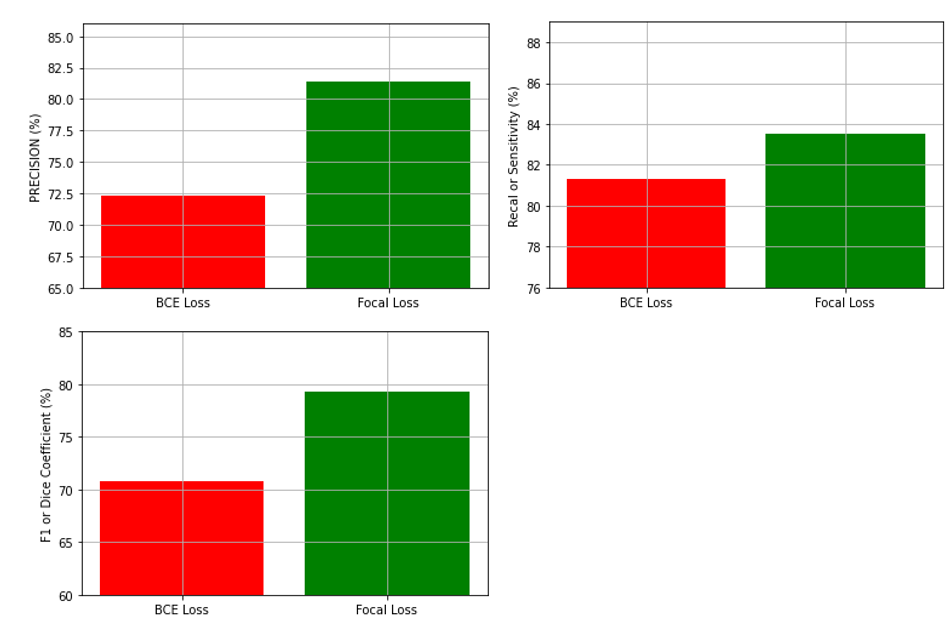 PRECISION (%)
85.0
82.5
80.0
77.5
75.0
72.5
70.0
67.5
65.0
BCE Loss
Focal Loss
Recal or Sensitivity (%)
88
86
84
82
80
78
76
BCE Loss
Focal Loss
F1 or Dice Coefficient (%)
85
80
75
70
65
60
BCE Loss
Focal Loss